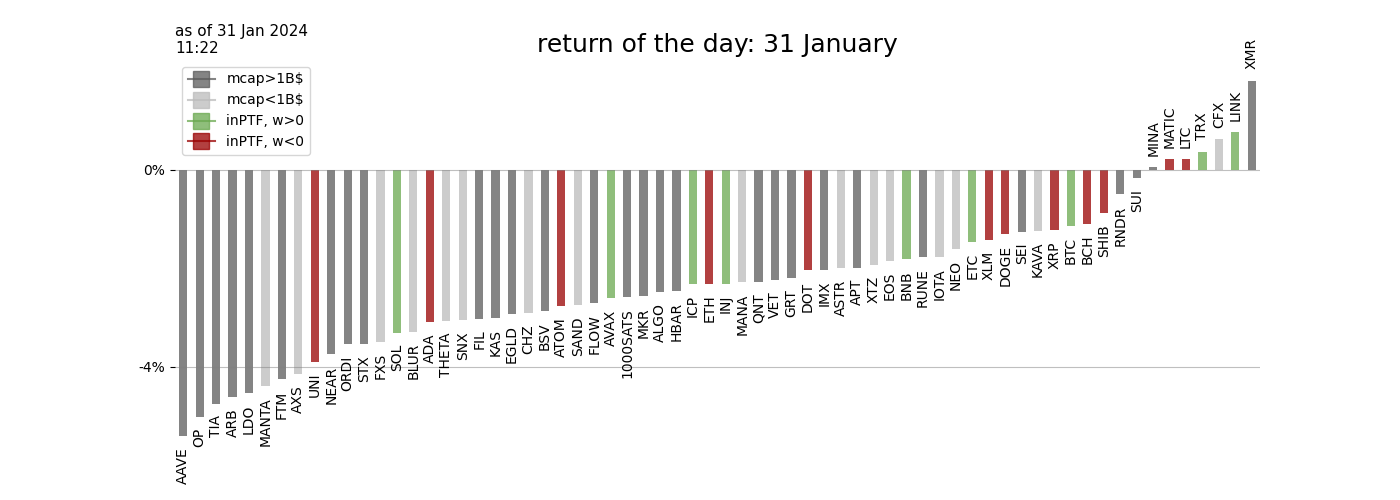 as of 31 Jan 2024
11:22
return of the day: 31 January
mcap>1B$
mcap<1B$
inPTF, w>0
inPTF, w<0
0%
-4%
AAVE
OP
TIA
ARB
LDO
MANTA
FTM
AXS
UNI
NEAR
ORDI
STX
FXS
SOL
BLUR
ADA
THETA
SNX
FIL
KAS
EGLD
CHZ
BSV
ATOM
SAND
FLOW
AVAX
1000SATS
MKR
ALGO
HBAR
ICP
ETH
INJ
MANA
QNT
VET
GRT
DOT
IMX
ASTR
APT
XTZ
EOS
BNB
RUNE
IOTA
NEO
ETC
XLM
DOGE
SEI
KAVA
XRP
BTC
BCH
SHIB
RNDR
SUI
MINA
MATIC
LTC
TRX
CFX
LINK
XMR